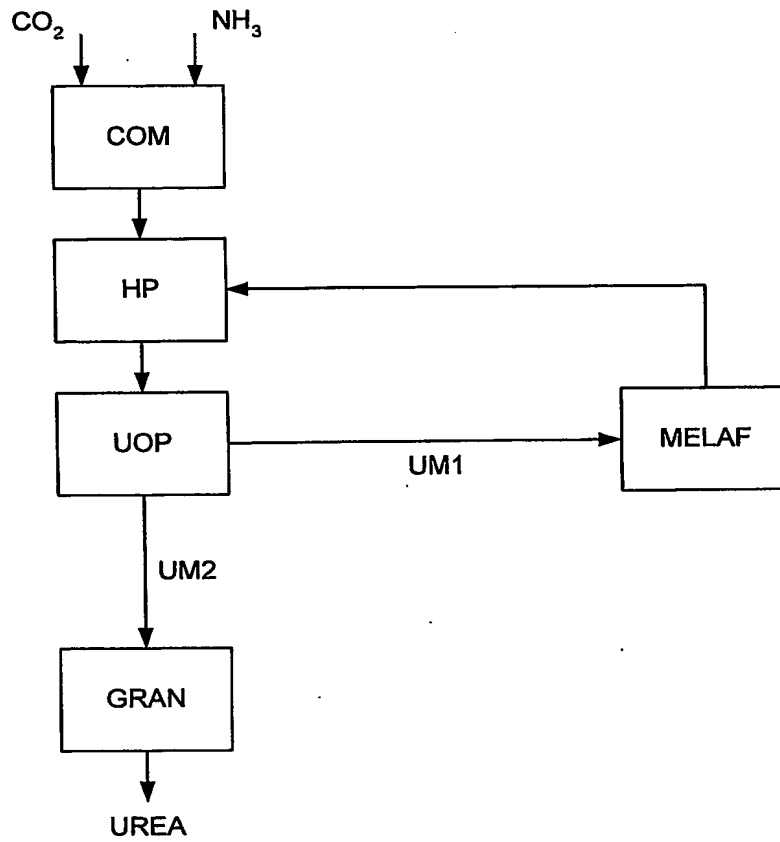 CO₂
NH₃
COM
HP
UOP
MELAF
UM1
UM2
GRAN
UREA